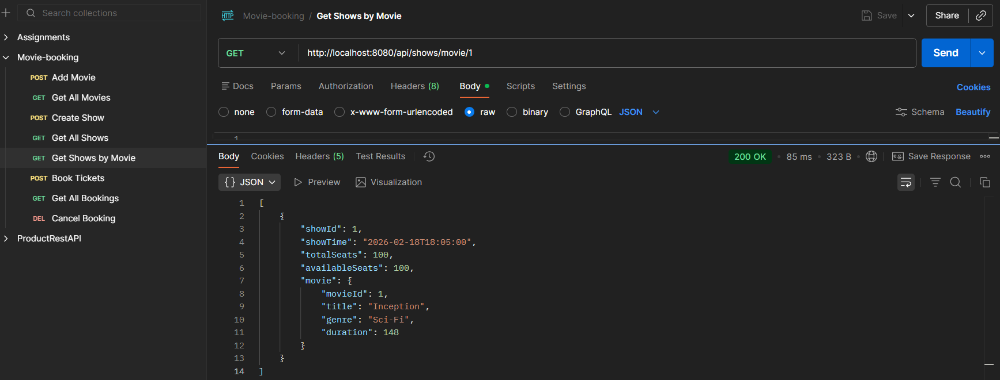 Search collections
Assignments
Movie-booking
POST Add Movie
GET Get All Movies
POST Create Show
GET Get All Shows
GET Get Shows by Movie
POST Book Tickets
GET Get All Bookings
DEL Cancel Booking
ProductRestAPI
HTTP Movie-booking / Get Shows by Movie
Save
Share
GET http://localhost:8080/api/shows/movie/1
Send
Docs Params Authorization Headers (8) Body Scripts Settings
Cookies
none form-data x-www-form-urlencoded raw binary GraphQL JSON
Schema Beautify
1
Body Cookies Headers (5) Test Results
200 OK • 85 ms • 323 B • e.g. Save Response
{} JSON Preview Visualization
1 [
2 {
3 "showId": 1,
4 "showTime": "2026-02-18T18:05:00",
5 "totalSeats": 100,
6 "availableSeats": 100,
7 "movie": {
8 "movieId": 1,
9 "title": "Inception",
10 "genre": "Sci-Fi",
11 "duration": 148
12 }
13 }
14 ]